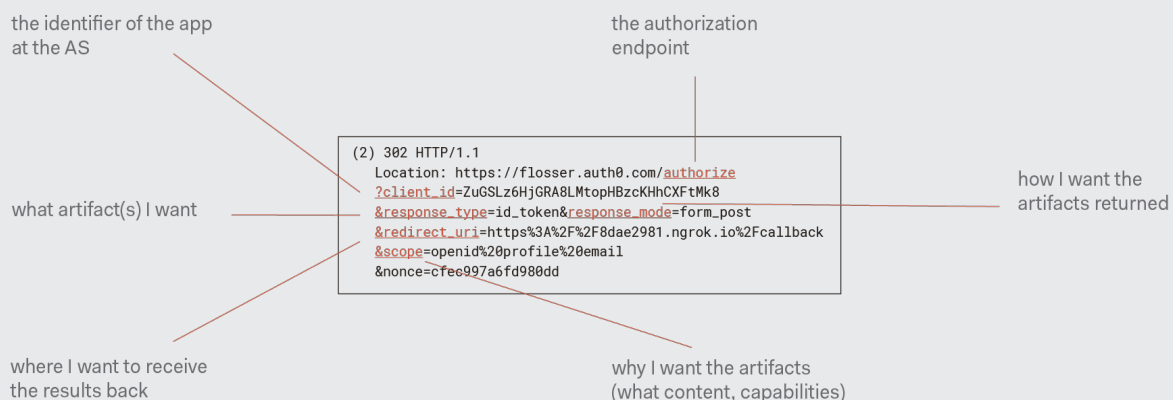 the identifier of the app
at the AS
the authorization
endpoint
(2) 302 HTTP/1.1
Location: https://flosser.auth0.com/authorize
?client_id=ZuGSLz6HjGRA8LMtopHBzcKHhCXFtMk8
&response_type=id_token&response_mode=form_post
&redirect_uri=https%3A%2F%2F8dae2981.ngrok.io%2Fcallback
&scope=openid%20profile%20email
&nonce=cfec997a6fd980dd
what artifact(s) I want
how I want the
artifacts returned
where I want to receive
the results back
why I want the artifacts
(what content, capabilities)